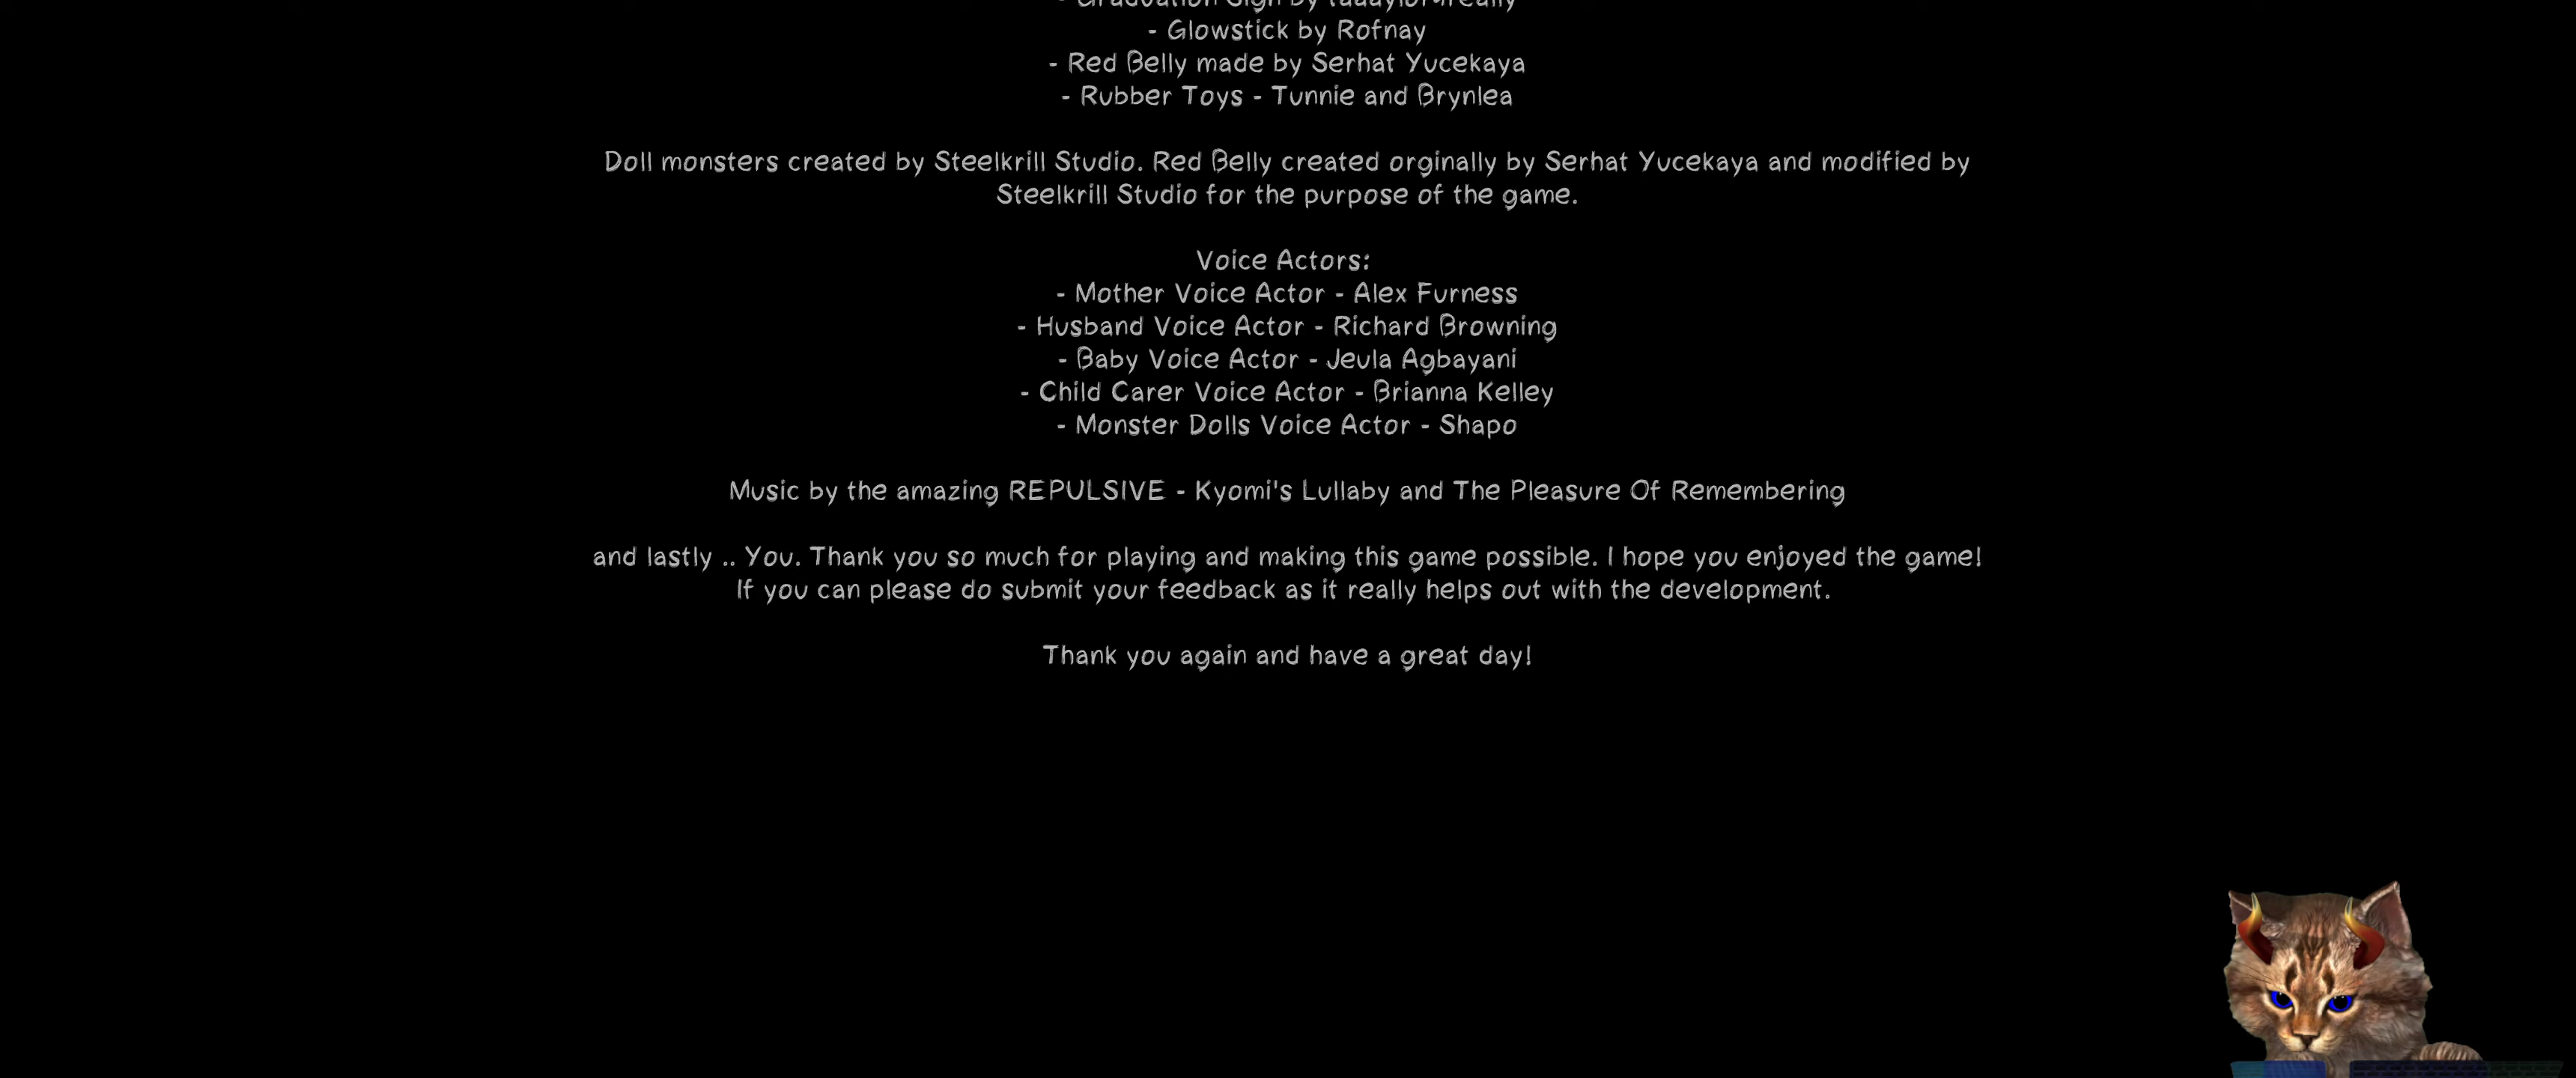 - Graduation Sign by
- Glowstick by Rofnay
- Red Belly made by Serhat Yucekaya
- Rubber Toys - Tunnie and Brynlea
Doll monsters created by Steelkrill Studio. Red Belly created orginally by Serhat Yucekaya and modified by
Steelkrill Studio for the purpose of the game.
Voice Actors:
- Mother Voice Actor - Alex Furness
- Husband Voice Actor - Richard Browning
- Baby Voice Actor - Jeula Agbayani
- Child Carer Voice Actor - Brianna Kelley
- Monster Dolls Voice Actor - Shapo
Music by the amazing REPULSIVE - Kyomi's Lullaby and The Pleasure Of Remembering
and lastly .. You. Thank you so much for playing and making this game possible. I hope you enjoyed the game!
If you can please do submit your feedback as it really helps out with the development.
Thank you again and have a great day!